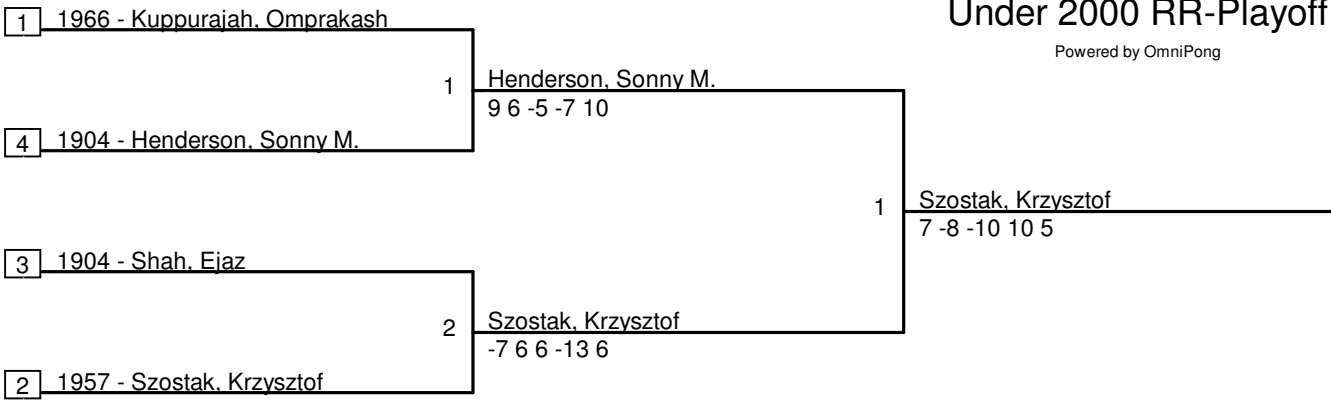 Under 2000 RR-Playoff
Powered by OmniPong
1 1966 - Kuppurajah, Omprakash
1 Henderson, Sonny M.
9 6 -5 -7 10
4 1904 - Henderson, Sonny M.
1 Szostak, Krzysztof
7 -8 -10 10 5
3 1904 - Shah, Ejaz
2 Szostak, Krzysztof
-7 6 6 -13 6
2 1957 - Szostak, Krzysztof